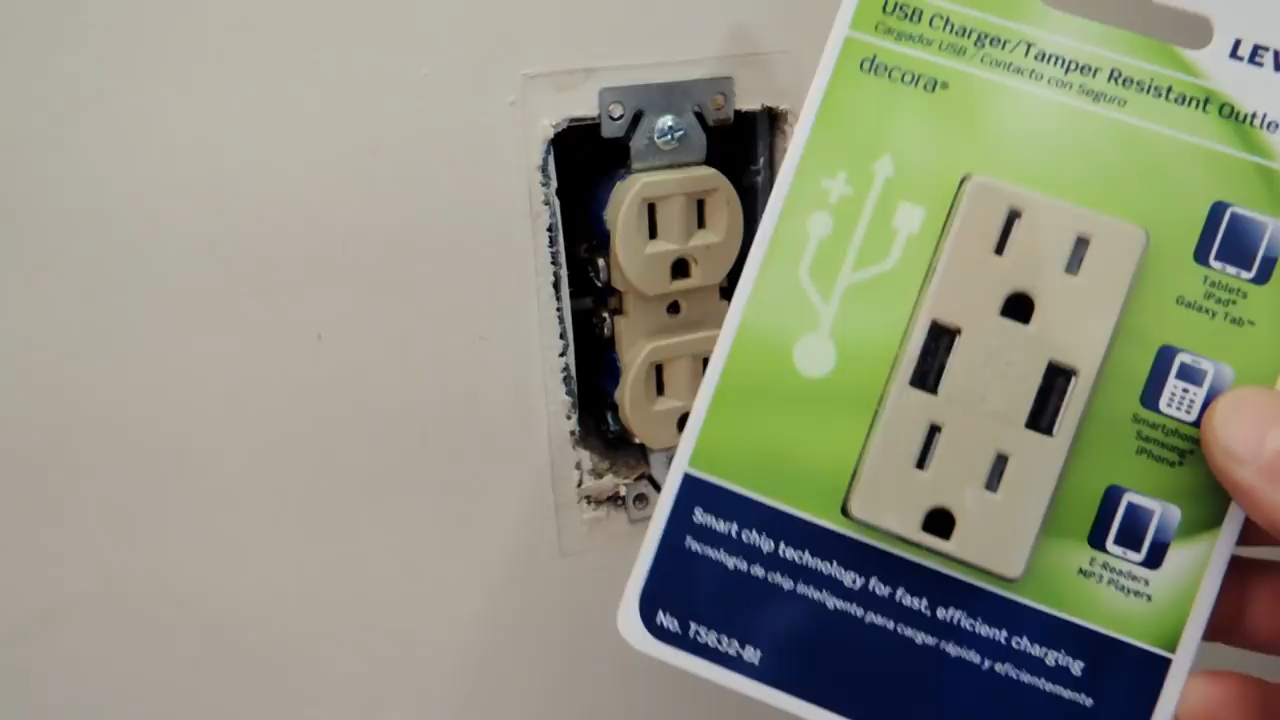 USB Charger/Tamper Resistant Outle
Cargador USB / Contacto con Seguro
LEV
decora®
Tablets
iPad®
Galaxy Tab™
Smartphone
Samsung®
iPhone®
E-Readers
MP3 Players
Smart chip technology for fast, efficient charging
Tecnología de chip inteligente para cargar rápida y eficientemente
No. T5632-BI